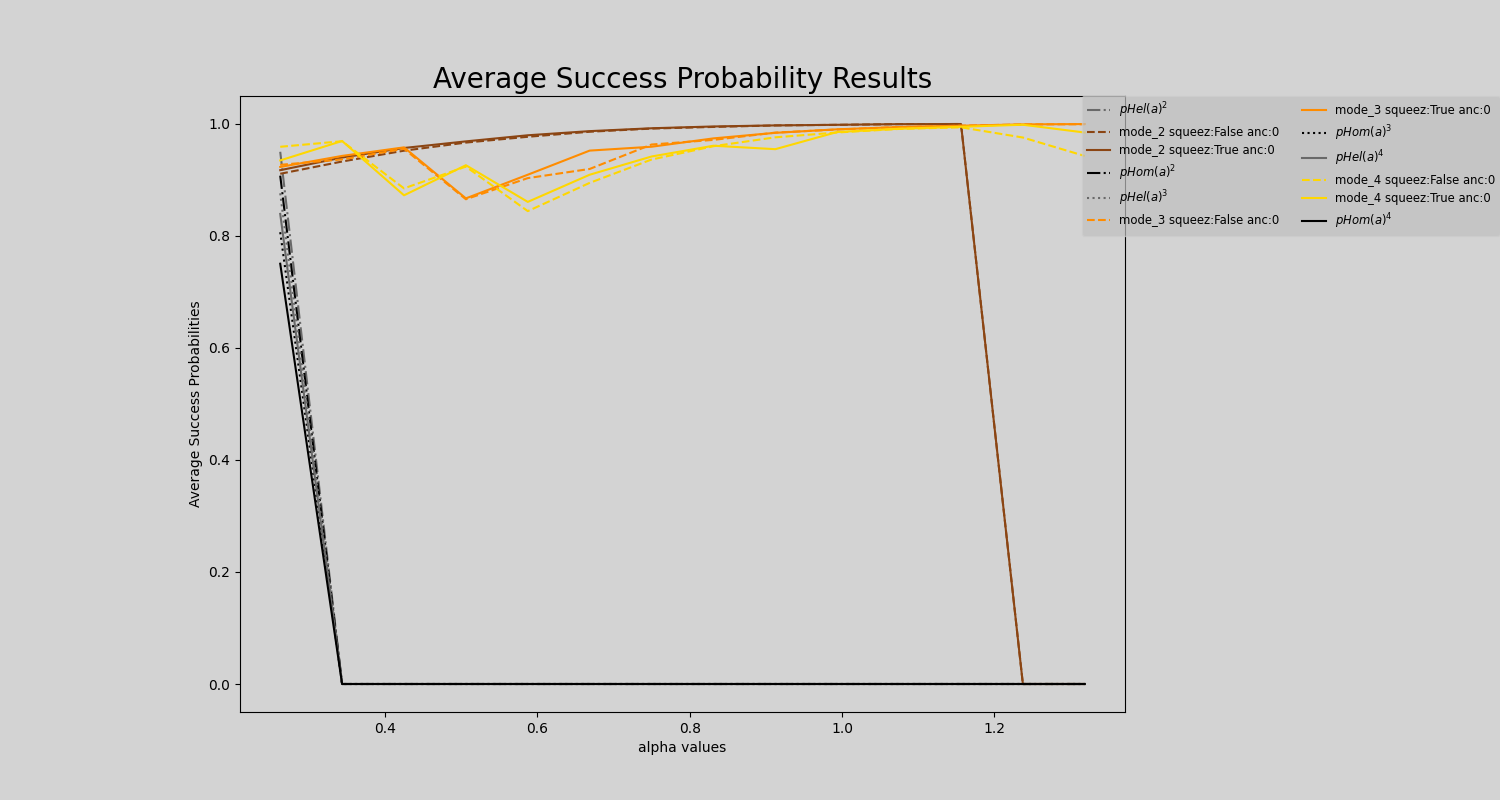 Average Success Probability Results
1.0
0.8
0.6
0.4
0.2
0.0
Average Success Probabilities
0.4 0.6 0.8 1.0 1.2
alpha values
pHel(a)²
mode_2 squeez:False anc:0
mode_2 squeez:True anc:0
pHom(a)²
pHel(a)³
mode_3 squeez:False anc:0
mode_3 squeez:True anc:0
pHom(a)³
pHel(a)⁴
mode_4 squeez:False anc:0
mode_4 squeez:True anc:0
pHom(a)⁴